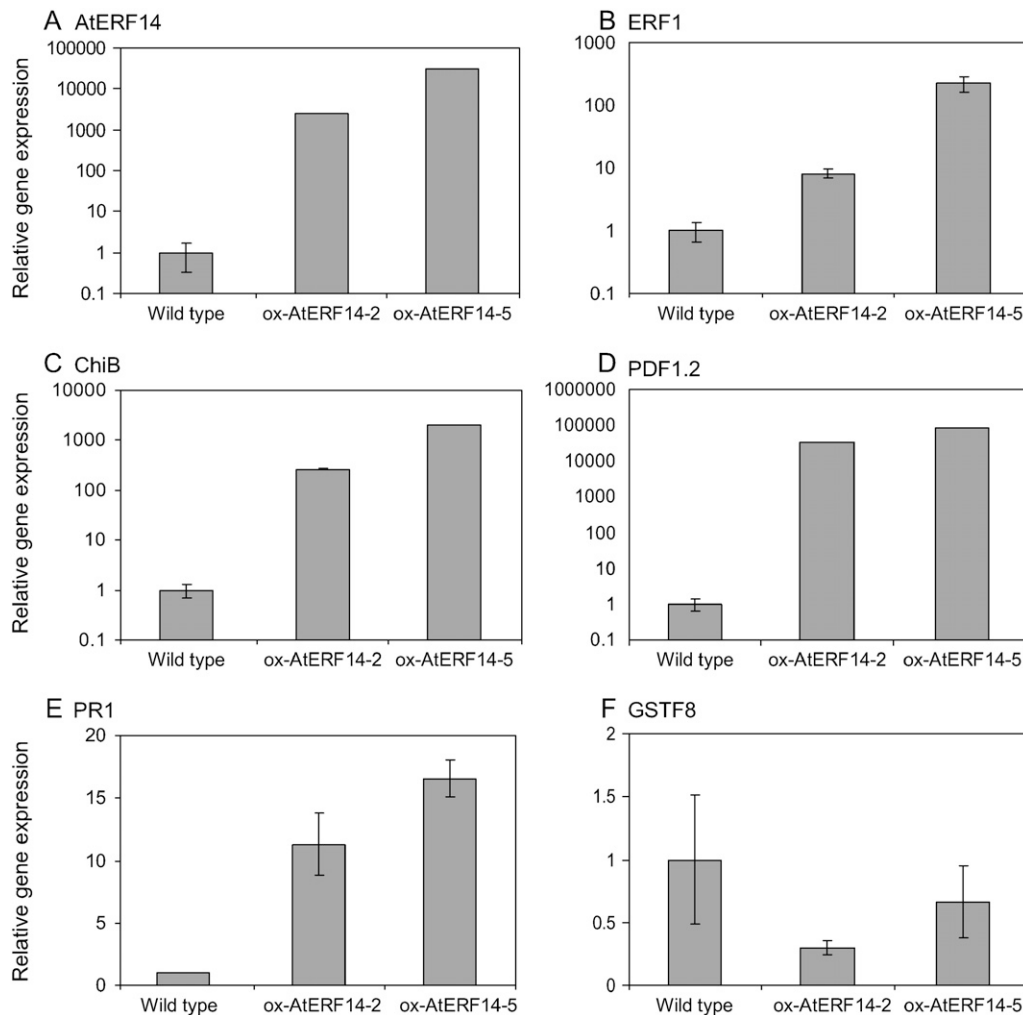 A AtERF14
Relative gene expression
100000
10000
1000
100
10
1
0.1
Wild type ox-AtERF14-2 ox-AtERF14-5
B ERF1
1000
100
10
1
0.1
Wild type ox-AtERF14-2 ox-AtERF14-5
C ChiB
Relative gene expression
10000
1000
100
10
1
0.1
Wild type ox-AtERF14-2 ox-AtERF14-5
D PDF1.2
1000000
100000
10000
1000
100
10
1
0.1
Wild type ox-AtERF14-2 ox-AtERF14-5
E PR1
Relative gene expression
20
15
10
5
0
Wild type ox-AtERF14-2 ox-AtERF14-5
F GSTF8
2
1.5
1
0.5
0
Wild type ox-AtERF14-2 ox-AtERF14-5